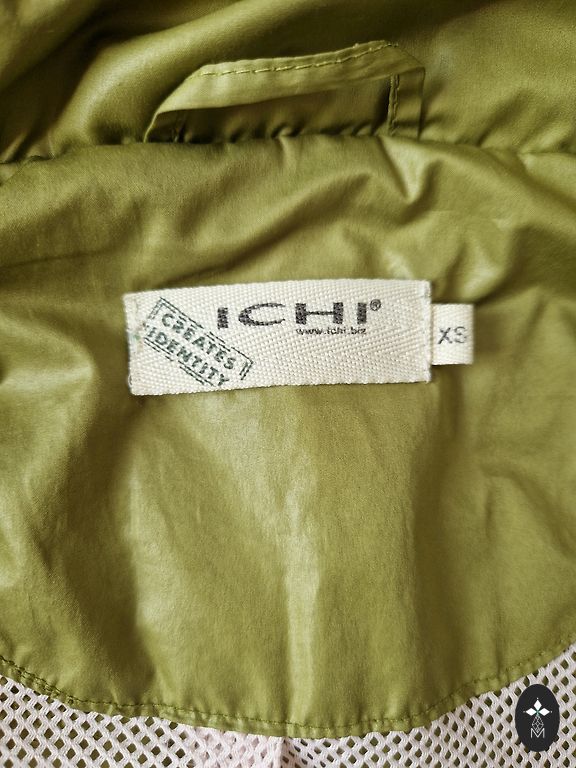 ICHI®
www.ichi.biz
CREATES
IDENTITY
XS
M